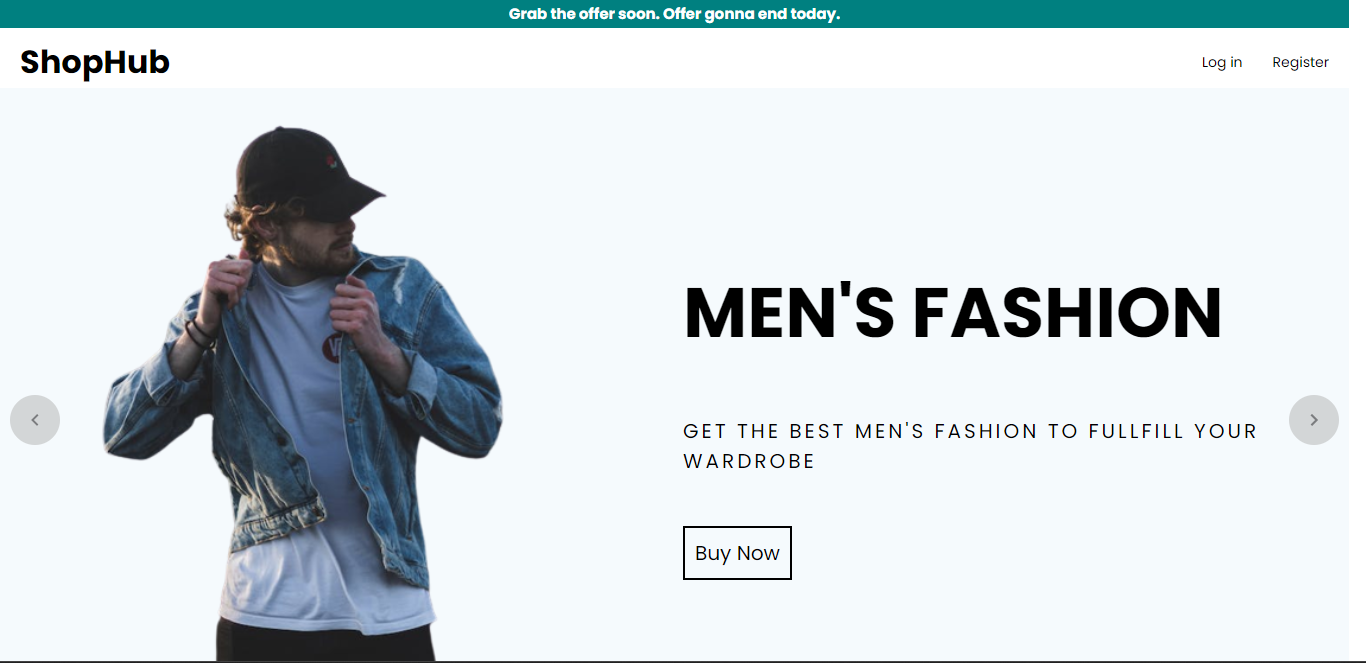 Grab the offer soon. Offer gonna end today.
ShopHub
Log in
Register
MEN'S FASHION
GET THE BEST MEN'S FASHION TO FULLFILL YOUR
WARDROBE
Buy Now